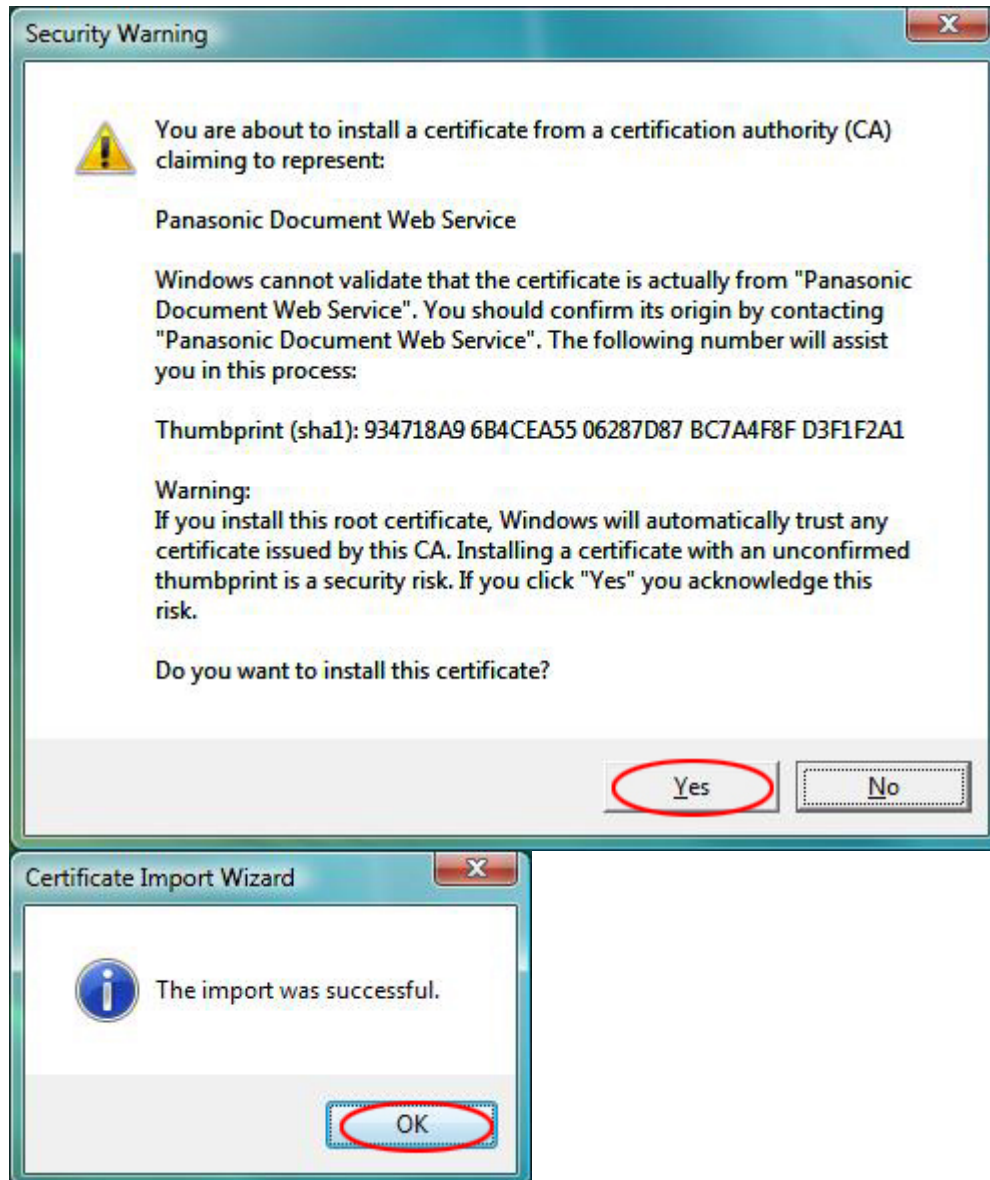 Security Warning
You are about to install a certificate from a certification authority (CA)
claiming to represent:
Panasonic Document Web Service
Windows cannot validate that the certificate is actually from "Panasonic
Document Web Service". You should confirm its origin by contacting
"Panasonic Document Web Service". The following number will assist
you in this process:
Thumbprint (sha1): 934718A9 6B4CEA55 06287D87 BC7A4F8F D3F1F2A1
Warning:
If you install this root certificate, Windows will automatically trust any
certificate issued by this CA. Installing a certificate with an unconfirmed
thumbprint is a security risk. If you click "Yes" you acknowledge this
risk.
Do you want to install this certificate?
Yes No
Certificate Import Wizard
The import was successful.
OK